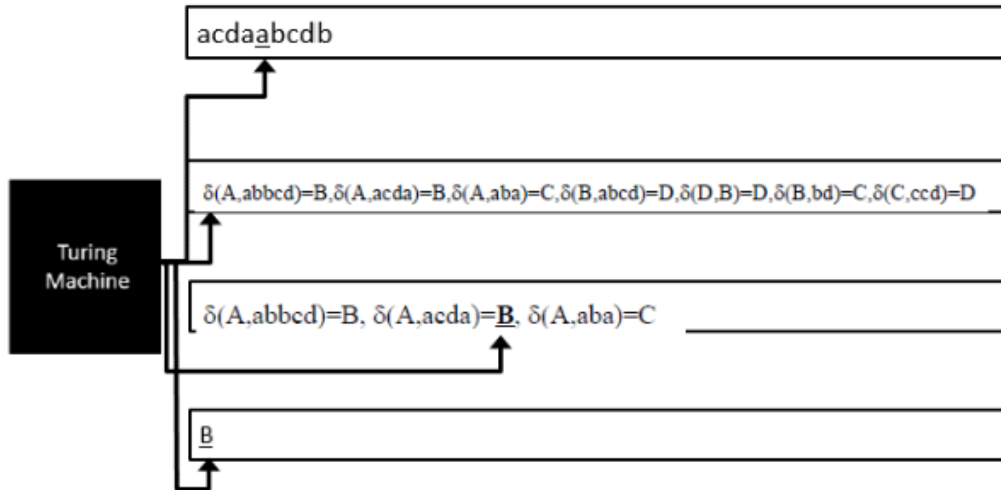 acdaabcdb
δ(A,abbcd)=B,δ(A,acda)=B,δ(A,aba)=C,δ(B,abcd)=D,δ(D,B)=D,δ(B,bd)=C,δ(C,ccd)=D
Turing
Machine
δ(A,abbcd)=B, δ(A,acda)=B, δ(A,aba)=C
B